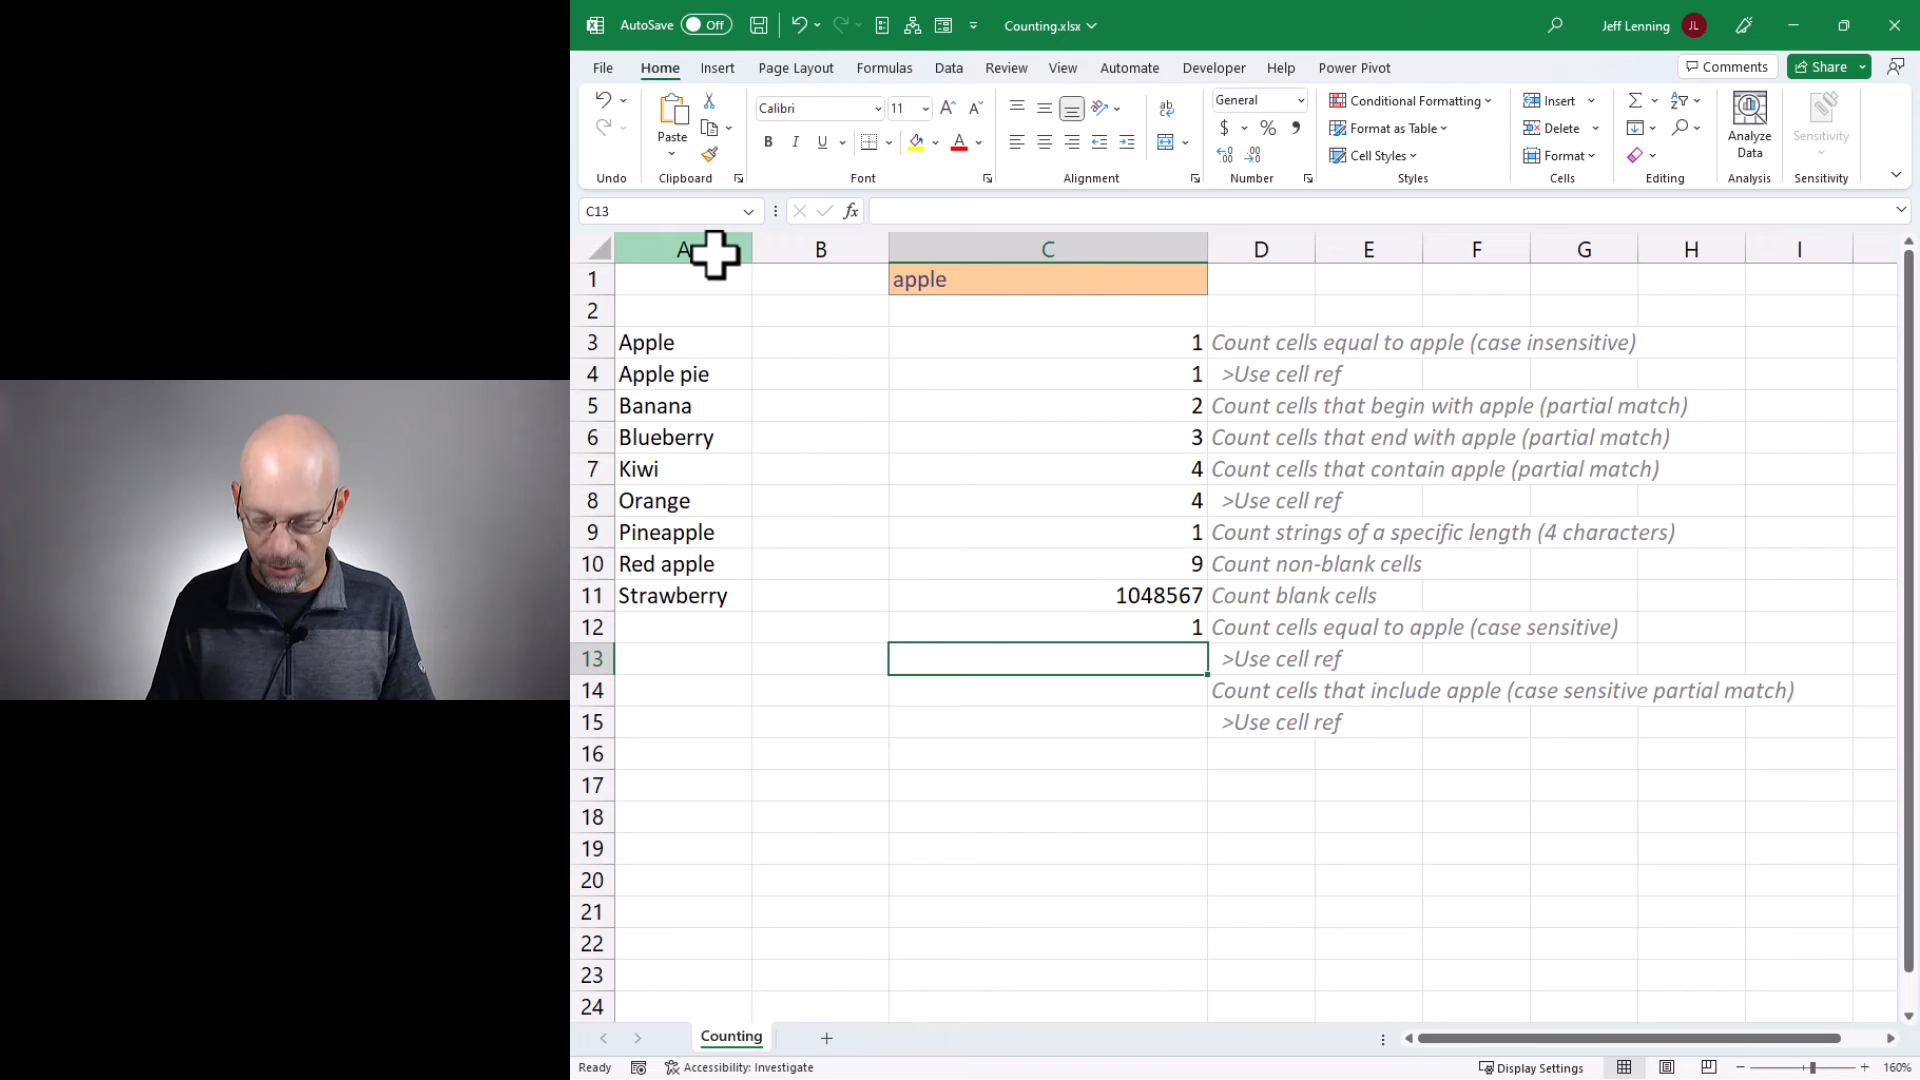 AutoSave Off Counting.xlsx Jeff Lenning JL
File Home Insert Page Layout Formulas Data Review View Automate Developer Help Power Pivot Comments Share
Calibri 11 General Conditional Formatting Insert
Paste $ % Format as Table Delete Analyze Data Sensitivity
B I U A Cell Styles Format
Undo Clipboard Font Alignment Number Styles Cells Editing Analysis Sensitivity
C13 fx
A B C D E F G H I
1 apple
2
3 Apple 1 Count cells equal to apple (case insensitive)
4 Apple pie 1 >Use cell ref
5 Banana 2 Count cells that begin with apple (partial match)
6 Blueberry 3 Count cells that end with apple (partial match)
7 Kiwi 4 Count cells that contain apple (partial match)
8 Orange 4 >Use cell ref
9 Pineapple 1 Count strings of a specific length (4 characters)
10 Red apple 9 Count non-blank cells
11 Strawberry 1048567 Count blank cells
12 1 Count cells equal to apple (case sensitive)
13 >Use cell ref
14 Count cells that include apple (case sensitive partial match)
15 >Use cell ref
16
17
18
19
20
21
22
23
24
Counting
Ready Accessibility: Investigate Display Settings 160%